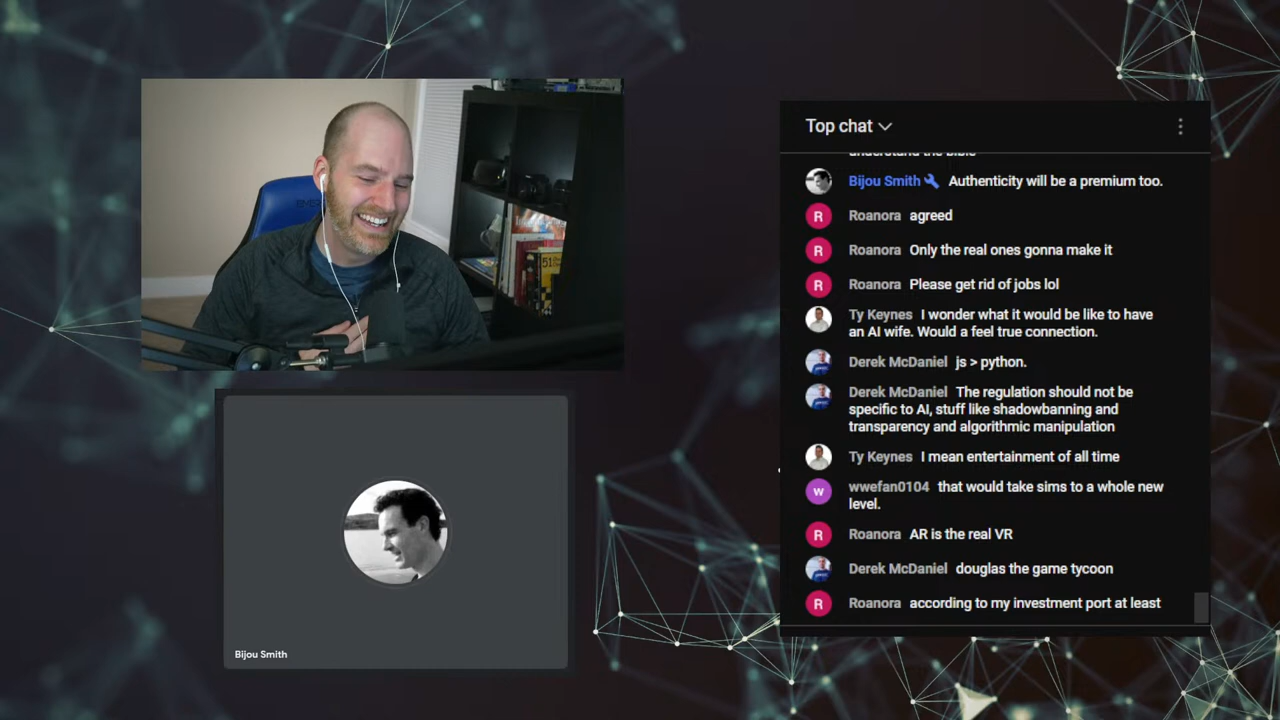 Top chat
understand the bible
Bijou Smith Authenticity will be a premium too.
R Roanora agreed
R Roanora Only the real ones gonna make it
R Roanora Please get rid of jobs lol
Ty Keynes I wonder what it would be like to have
an AI wife. Would a feel true connection.
Derek McDaniel js > python.
Derek McDaniel The regulation should not be
specific to AI, stuff like shadowbanning and
transparency and algorithmic manipulation
Ty Keynes I mean entertainment of all time
w wwefan0104 that would take sims to a whole new
level.
R Roanora AR is the real VR
Derek McDaniel douglas the game tycoon
R Roanora according to my investment port at least
51
Bijou Smith